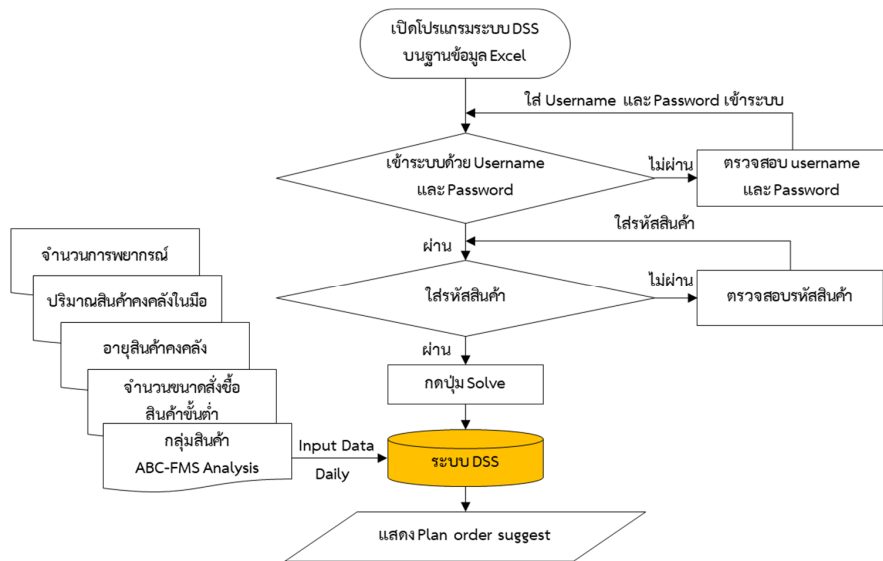 เปิดโปรแกรมระบบ DSS
บนฐานข้อมูล Excel
ใส่ Username และ Password เข้าระบบ
เข้าระบบด้วย Username
และ Password
ไม่ผ่าน
ตรวจสอบ username
และ Password
ผ่าน
ใส่รหัสสินค้า
ใส่รหัสสินค้า
ไม่ผ่าน
ตรวจสอบรหัสสินค้า
ผ่าน
กดปุ่ม Solve
จำนวนการพยากรณ์
ปริมาณสินค้าคงคลังในมือ
อายุสินค้าคงคลัง
จำนวนขนาดสั่งซื้อ
สินค้าขั้นต่ำ
กลุ่มสินค้า
ABC-FMS Analysis
Input Data
Daily
ระบบ DSS
แสดง Plan order suggest